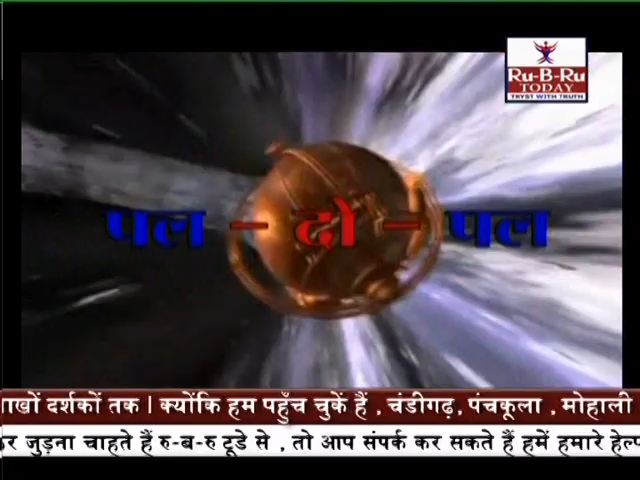 Ru-B-Ru
TODAY
TRYST WITH TRUTH
पल - दो - पल
दर्शकों तक | क्योंकि हम पहुँच चुकें हैं , चंडीगढ़, पंचकूला , मोहाली
जुड़ना चाहते हैं रु-ब-रु टूडे से , तो आप संपर्क कर सकते हैं हमें हमारे